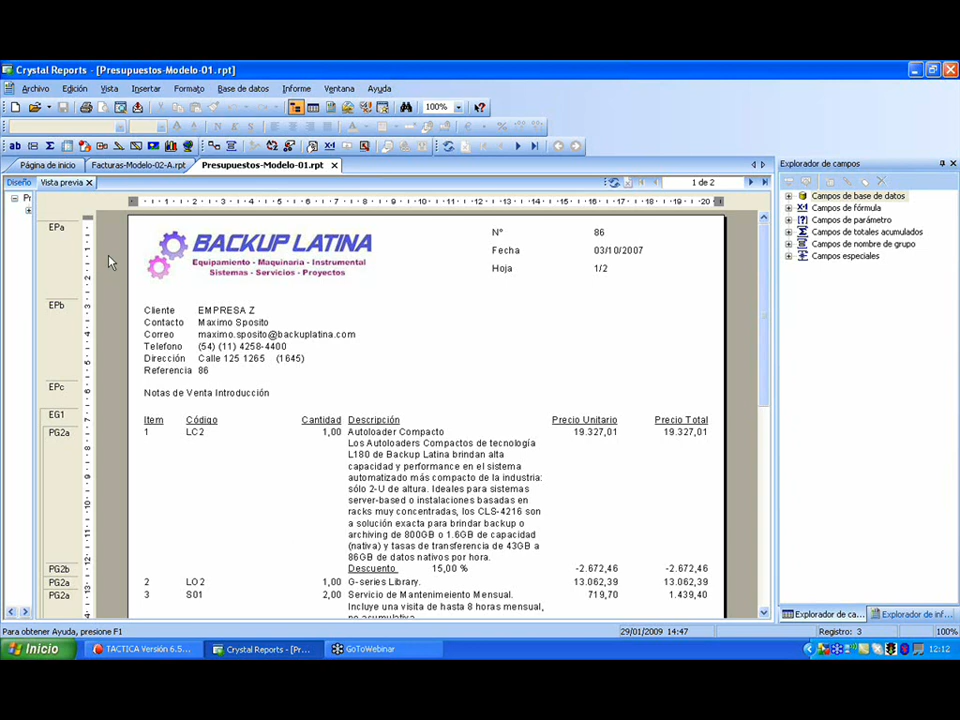 Crystal Reports - [Presupuestos-Modelo-01.rpt]
Archivo Edición Vista Insertar Formato Base de datos Informe Ventana Ayuda
100%
Página de inicio Facturas-Modelo-02-A.rpt Presupuestos-Modelo-01.rpt
Diseño Vista previa 1 de 2
Explorador de campos
Campos de base de datos
Campos de fórmula
Campos de parámetro
Campos de totales acumulados
Campos de nombre de grupo
Campos especiales
EPa
EPb
EPc
EG1
PG2a
PG2b
PG2a
PG2a
BACKUP LATINA
Equipamiento - Maquinaria - Instrumental
Sistemas - Servicios - Proyectos
N° 86
Fecha 03/10/2007
Hoja 1/2
Cliente EMPRESA Z
Contacto Maximo Sposito
Correo maximo.sposito@backuplatina.com
Telefono (54) (11) 4258-4400
Dirección Calle 125 1265 (1645)
Referencia 86
Notas de Venta Introducción
Item Código Cantidad Descripción Precio Unitario Precio Total
1 LC2 1,00 Autoloader Compacto 19.327,01 19.327,01
Los Autoloaders Compactos de tecnología
L180 de Backup Latina brindan alta
capacidad y performance en el sistema
automatizado más compacto de la industria:
sólo 2-U de altura. Ideales para sistemas
server-based o instalaciones basadas en
racks muy concentradas, los CLS-4216 son
a solución exacta para brindar backup o
archiving de 800GB o 1.6GB de capacidad
(nativa) y tasas de transferencia de 43GB a
86GB de datos nativos por hora.
Descuento 15,00 % -2.672,46 -2.672,46
2 LO2 1,00 G-series Library. 13.062,39 13.062,39
3 S01 2,00 Servicio de Mantenimeiento Mensual. 719,70 1.439,40
Incluye una visita de hasta 8 horas mensual,
no acumulativa
Explorador de ca... Explorador de inf...
Para obtener Ayuda, presione F1 29/01/2009 14:47 Registro: 3 100%
Inicio TACTICA Versión 6.5... Crystal Reports - [Pr... GoToWebinar 12:12